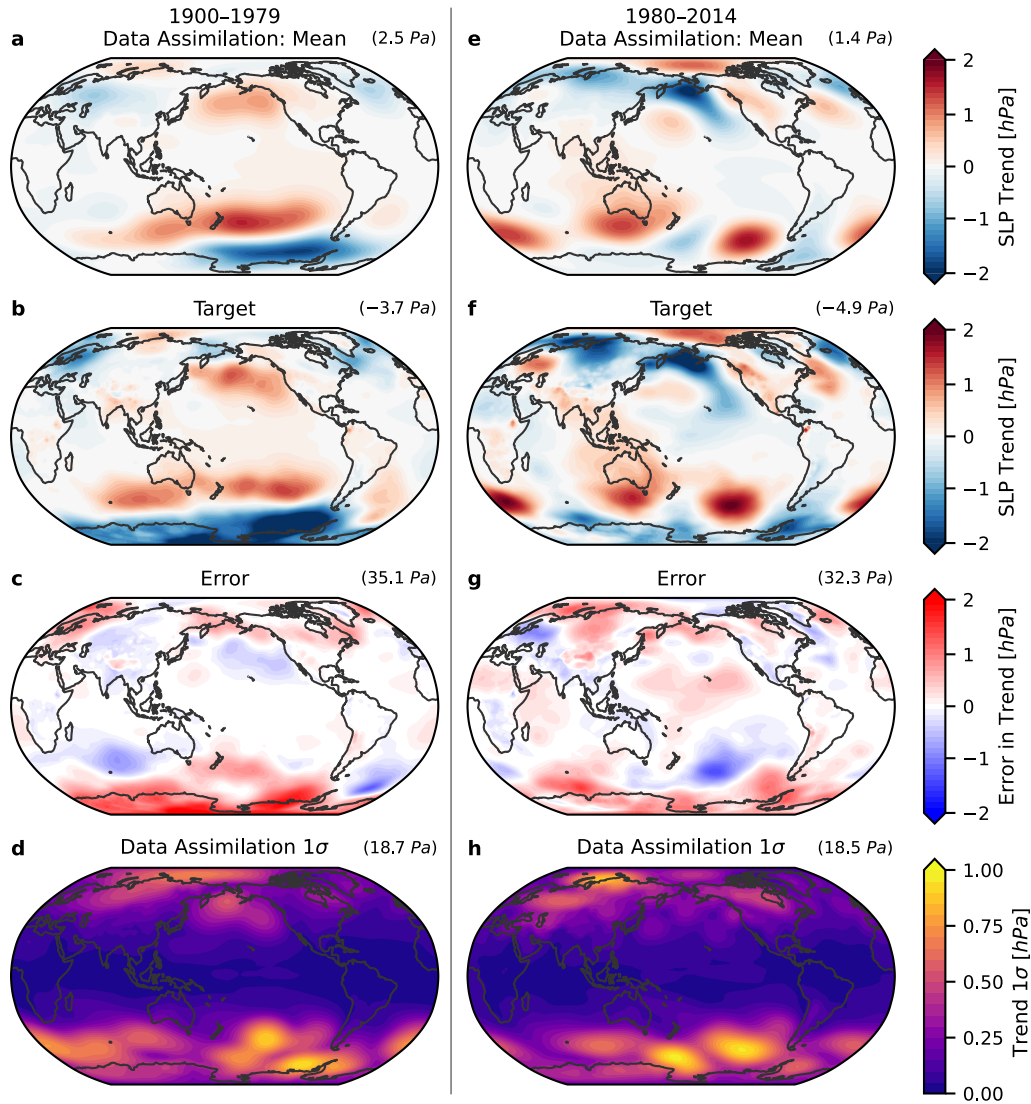 1900–1979
a Data Assimilation: Mean (2.5 Pa)
b Target (−3.7 Pa)
c Error (35.1 Pa)
d Data Assimilation 1σ (18.7 Pa)
1980–2014
e Data Assimilation: Mean (1.4 Pa)
f Target (−4.9 Pa)
g Error (32.3 Pa)
h Data Assimilation 1σ (18.5 Pa)
2
1
0
−1
−2
SLP Trend [hPa]
2
1
0
−1
−2
SLP Trend [hPa]
2
1
0
−1
−2
Error in Trend [hPa]
1.00
0.75
0.50
0.25
0.00
Trend 1σ [hPa]